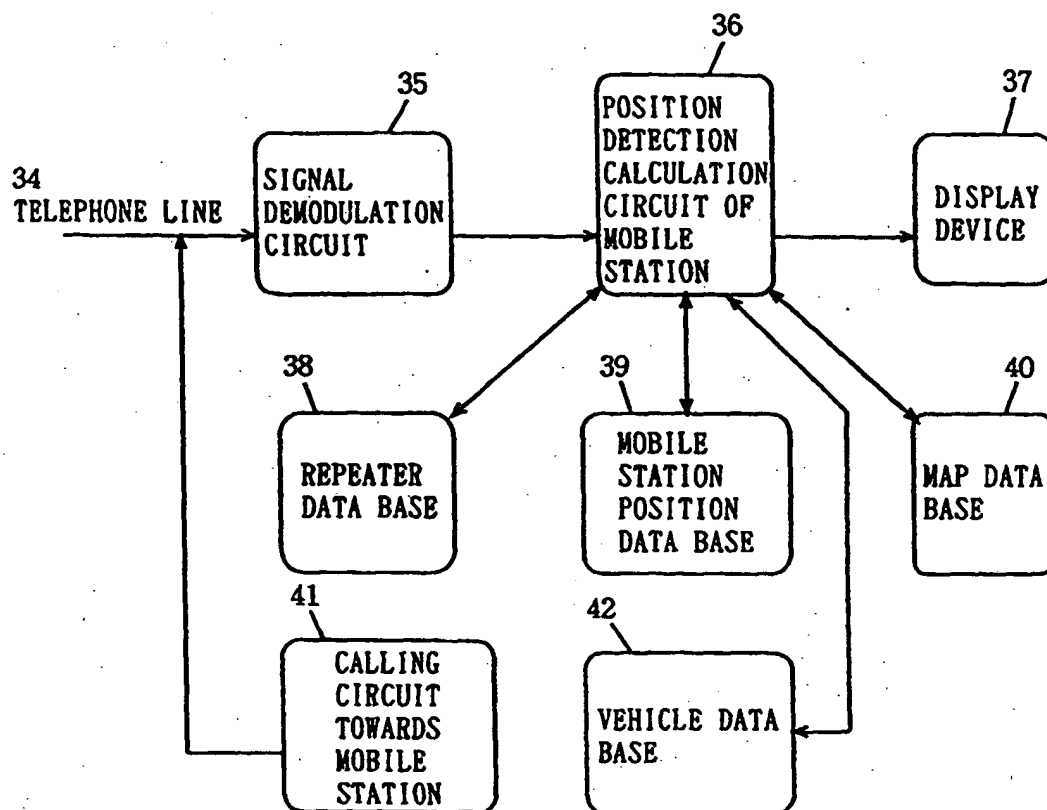 36
35
37
POSITION
DETECTION
CALCULATION
CIRCUIT OF
MOBILE
STATION
34
TELEPHONE LINE
SIGNAL
DEMODULATION
CIRCUIT
DISPLAY
DEVICE
38
39
40
REPEATER
DATA BASE
MOBILE
STATION
POSITION
DATA BASE
MAP DATA
BASE
41
42
CALLING
CIRCUIT
TOWARDS
MOBILE
STATION
VEHICLE DATA
BASE